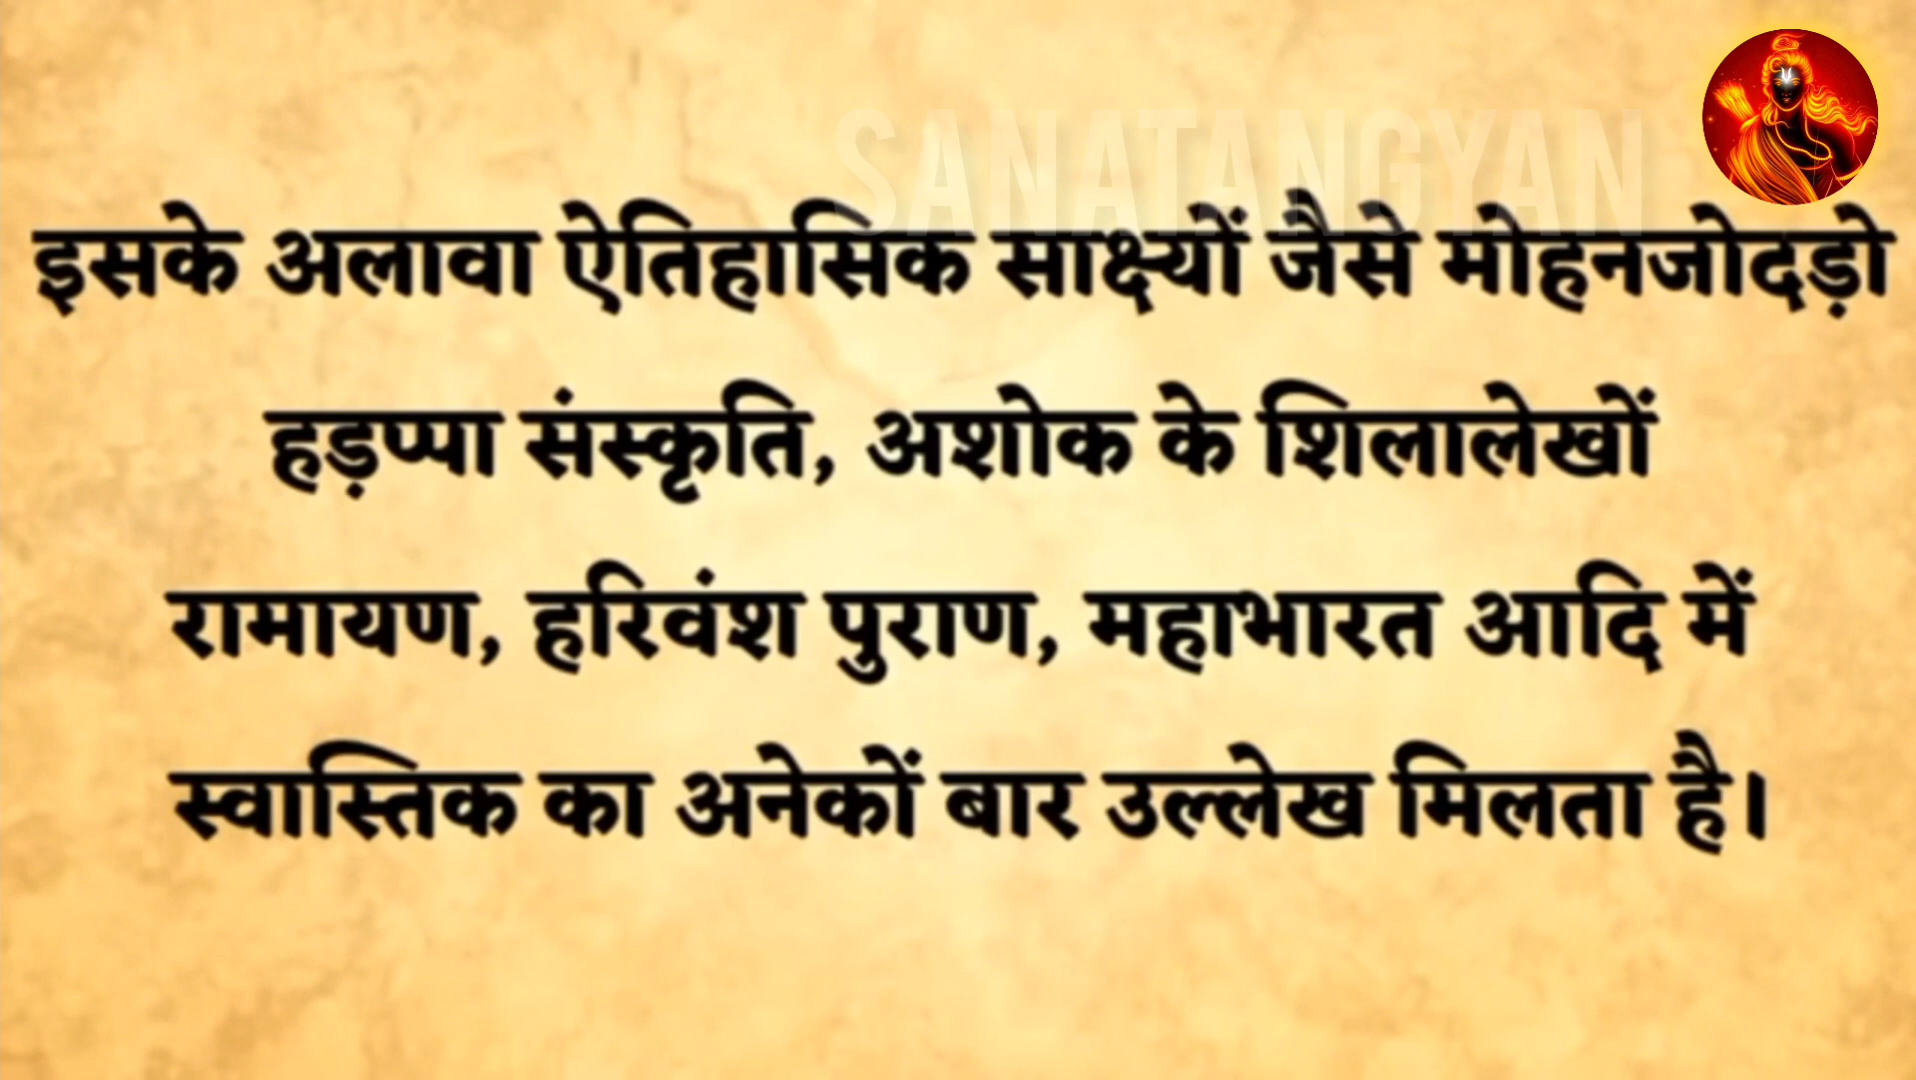 SANATANGYAN
इसके अलावा ऐतिहासिक साक्ष्यों जैसे मोहनजोदड़ो
हड़प्पा संस्कृति, अशोक के शिलालेखों
रामायण, हरिवंश पुराण, महाभारत आदि में
स्वास्तिक का अनेकों बार उल्लेख मिलता है।